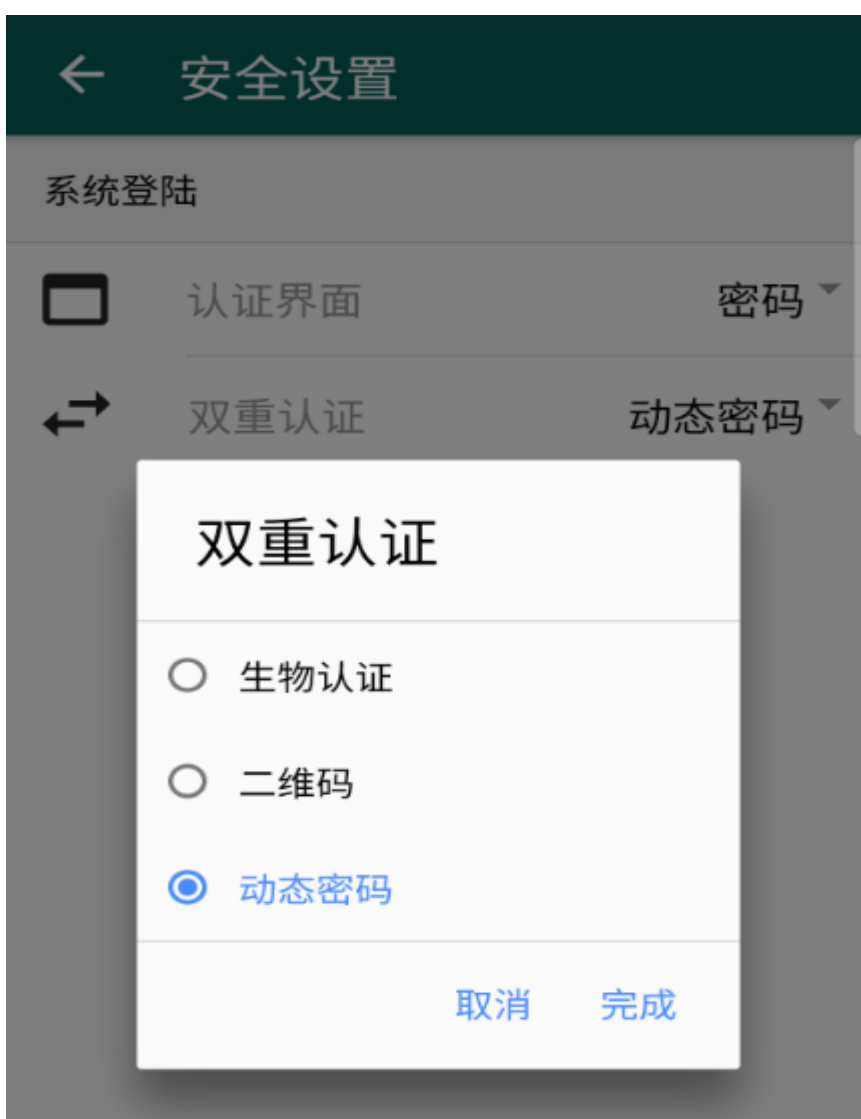 安全设置
系统登陆
认证界面 密码
双重认证 动态密码
双重认证
生物认证
二维码
动态密码
取消 完成